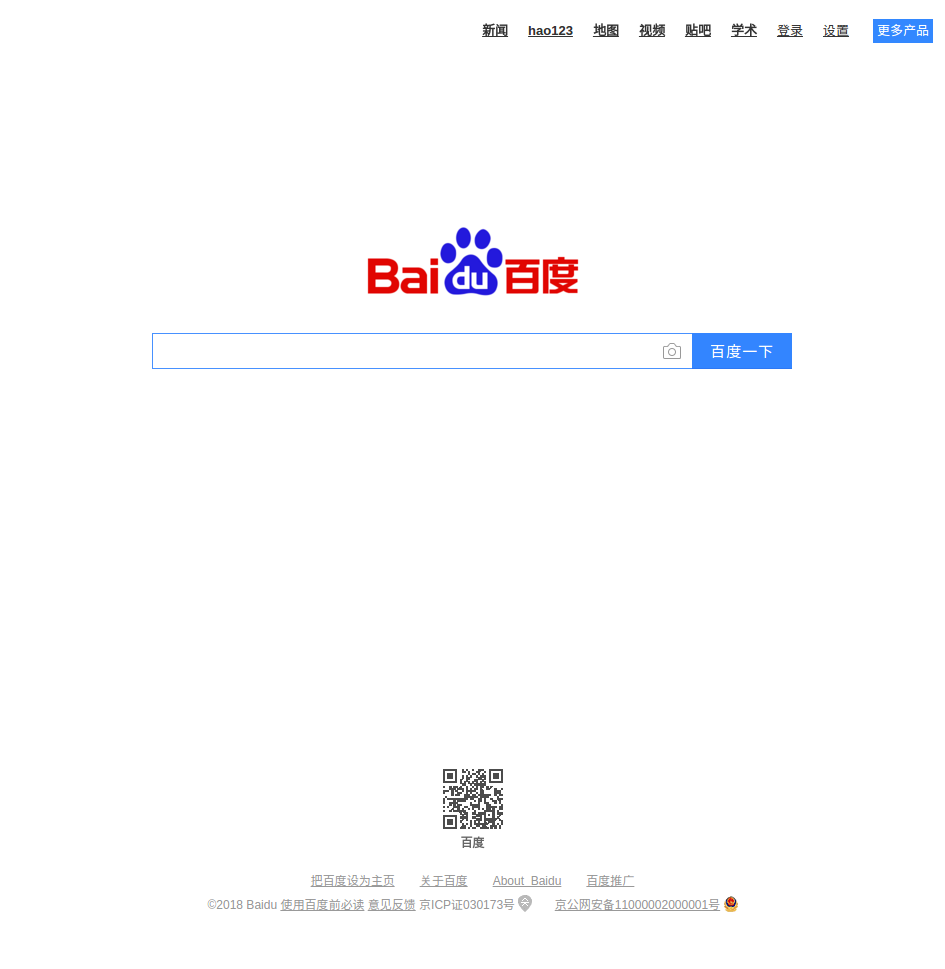 新闻 hao123 地图 视频 贴吧 学术 登录 设置 更多产品
Bai du 百度
百度一下
百度
把百度设为主页 关于百度 About Baidu 百度推广
©2018 Baidu 使用百度前必读 意见反馈 京ICP证030173号 京公网安备11000002000001号